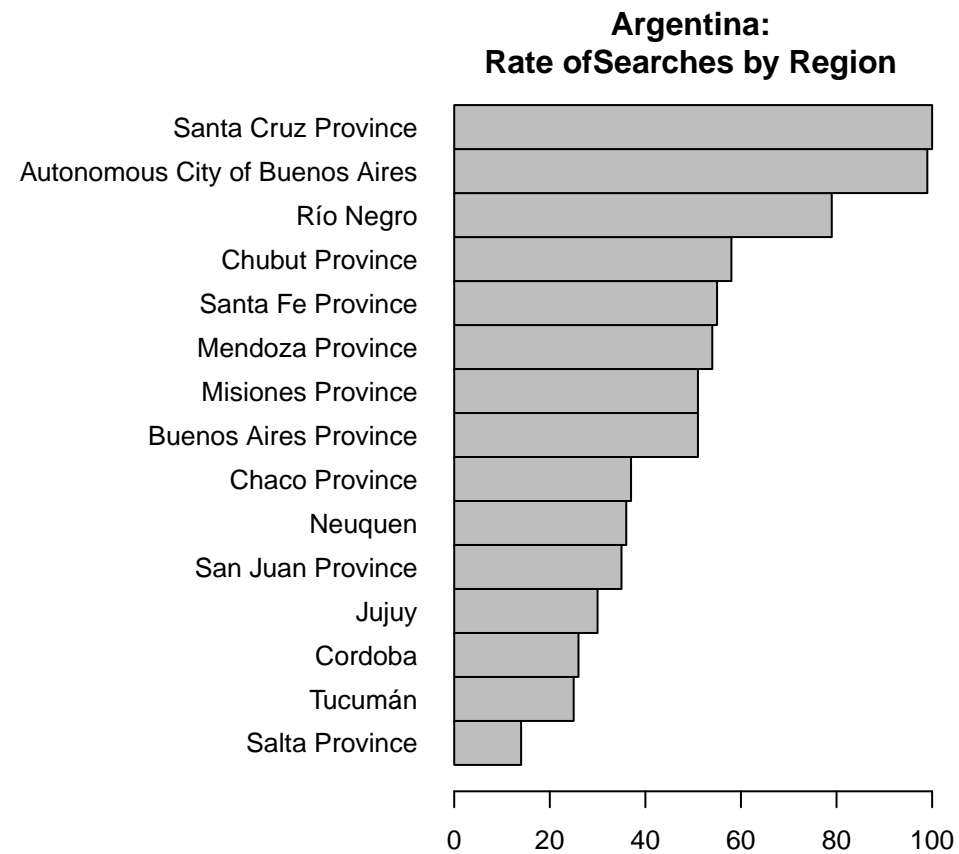 Argentina:
Rate ofSearches by Region
Santa Cruz Province
Autonomous City of Buenos Aires
Río Negro
Chubut Province
Santa Fe Province
Mendoza Province
Misiones Province
Buenos Aires Province
Chaco Province
Neuquen
San Juan Province
Jujuy
Cordoba
Tucumán
Salta Province
0 20 40 60 80 100